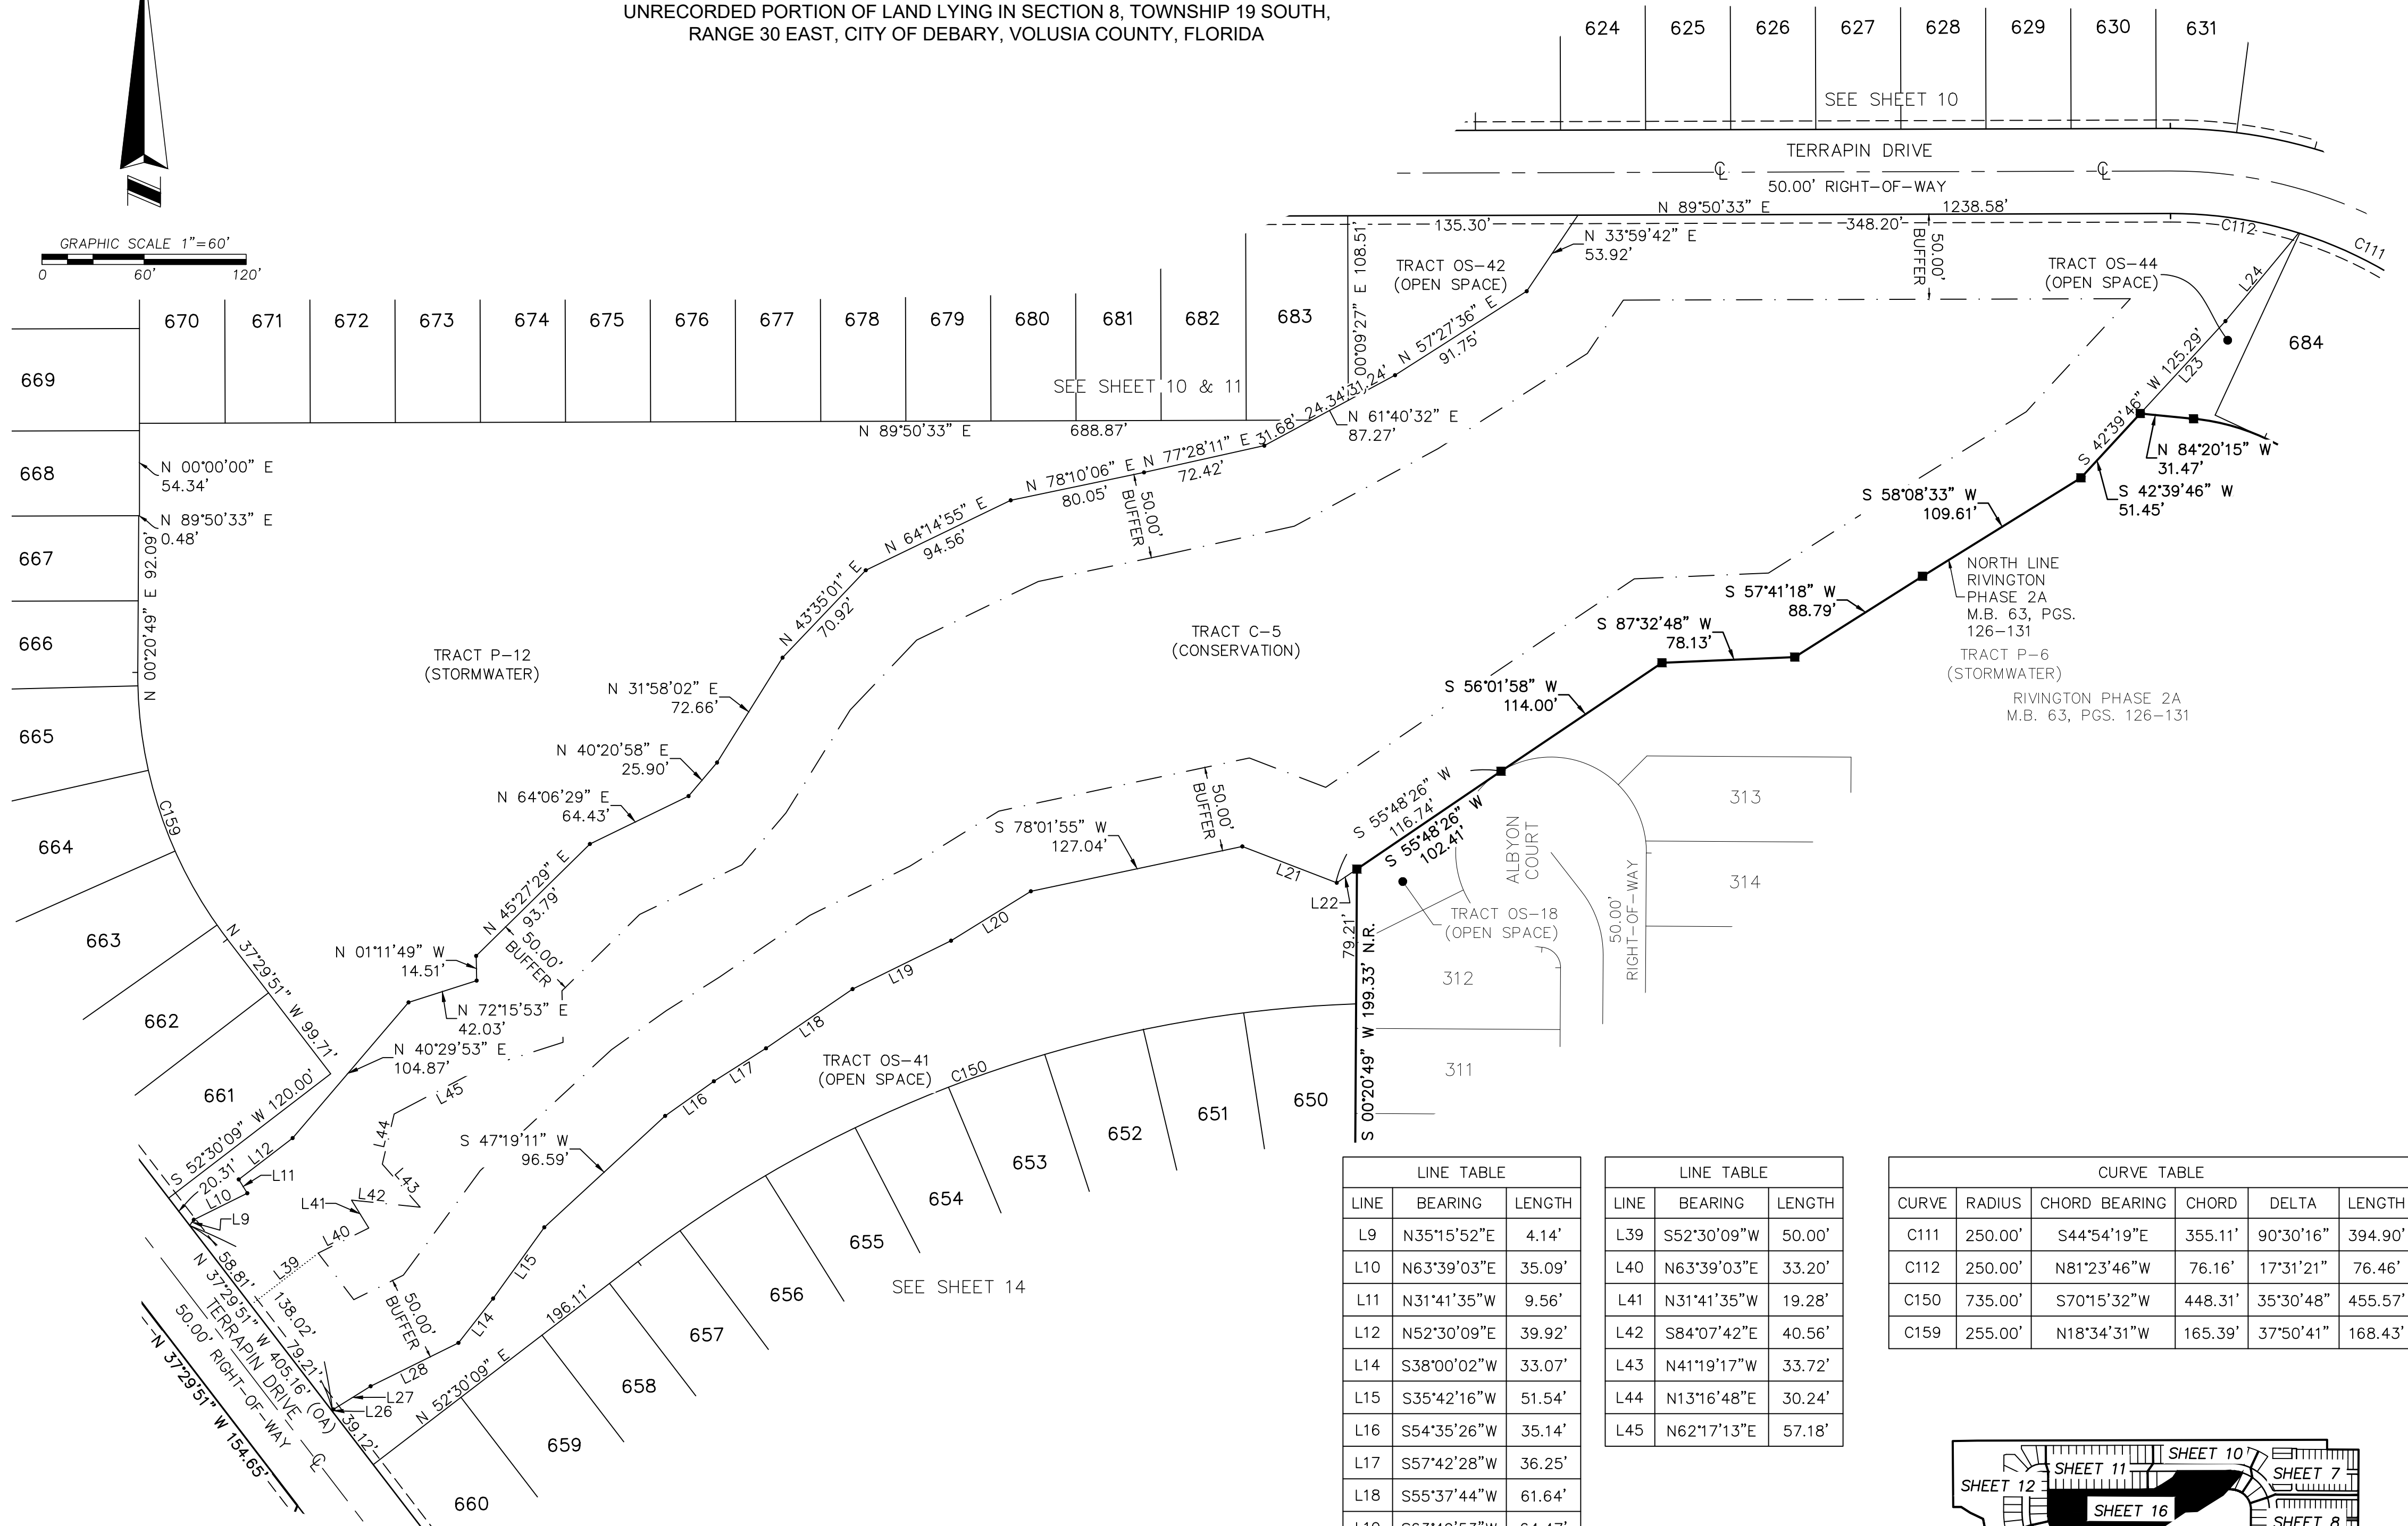 UNRECORDED PORTION OF LAND LYING IN SECTION 8, TOWNSHIP 19 SOUTH,
RANGE 30 EAST, CITY OF DEBARY, VOLUSIA COUNTY, FLORIDA
N
GRAPHIC SCALE 1"=60'
0 60' 120'
624 625 626 627 628 629 630 631
SEE SHEET 10
TERRAPIN DRIVE
50.00' RIGHT-OF-WAY
N 89°50'33" E 1238.58'
135.30' 348.20'
C112
C111
N 33°59'42" E
53.92'
00°09'27" E 108.51'
TRACT OS-42
(OPEN SPACE)
50.00'
BUFFER
TRACT OS-44
(OPEN SPACE)
L24
684
N 57°27'36" E
91.75'
S 42°39'46" W 125.29'
L23
N 84°20'15" W
31.47'
S 42°39'46" W
51.45'
670 671 672 673 674 675 676 677 678 679 680 681 682 683
SEE SHEET 10 & 11
N 89°50'33" E 688.87'
24.34'
31.24'
31.68'
N 61°40'32" E
87.27'
N 77°28'11" E
72.42'
N 78°10'06" E
80.05'
50.00'
BUFFER
N 64°14'55" E
94.56'
N 43°35'01" E
70.92'
669
668
667
666
665
664
663
662
661
N 00°00'00" E
54.34'
N 89°50'33" E
0.48'
N 00°20'49" E 92.09'
TRACT P-12
(STORMWATER)
TRACT C-5
(CONSERVATION)
S 58°08'33" W
109.61'
NORTH LINE
RIVINGTON
PHASE 2A
M.B. 63, PGS.
126-131
TRACT P-6
(STORMWATER)
RIVINGTON PHASE 2A
M.B. 63, PGS. 126-131
S 57°41'18" W
88.79'
S 87°32'48" W
78.13'
S 56°01'58" W
114.00'
N 31°58'02" E
72.66'
N 40°20'58" E
25.90'
N 64°06'29" E
64.43'
N 45°27'29" E
93.79'
50.00'
BUFFER
C159
N 37°29'51" W 99.71'
N 01°11'49" W
14.51'
N 72°15'53" E
42.03'
N 40°29'53" E
104.87'
S 78°01'55" W
127.04'
50.00'
BUFFER
L21
L22
S 55°48'26" W
116.74'
S 55°48'26" W
102.41'
ALBYON
COURT
313
314
50.00'
RIGHT-OF-WAY
TRACT OS-18
(OPEN SPACE)
312
311
79.21'
S 00°20'49" W 199.33' N.R.
L20
L19
L18
L17
L16
TRACT OS-41
(OPEN SPACE)
C150
S 47°19'11" W
96.59'
L15
L14
L45
L44
L43
L42
L41
L40
L39
S 52°30'09" W 120.00'
20.31'
L12
L11
L10
L9
58.81'
N 37°29'51" W 405.16' (OA)
138.02'
79.21'
TERRAPIN DRIVE
50.00' RIGHT-OF-WAY
N 37°29'51" W 154.65'
50.00'
BUFFER
L28
L27
L26
39.12'
N 52°30'09" E
196.11'
SEE SHEET 14
650
651
652
653
654
655
656
657
658
659
660
LINE TABLE
LINE BEARING LENGTH
L9 N35°15'52"E 4.14'
L10 N63°39'03"E 35.09'
L11 N31°41'35"W 9.56'
L12 N52°30'09"E 39.92'
L14 S38°00'02"W 33.07'
L15 S35°42'16"W 51.54'
L16 S54°35'26"W 35.14'
L17 S57°42'28"W 36.25'
L18 S55°37'44"W 61.64'
LINE TABLE
LINE BEARING LENGTH
L39 S52°30'09"W 50.00'
L40 N63°39'03"E 33.20'
L41 N31°41'35"W 19.28'
L42 S84°07'42"E 40.56'
L43 N41°19'17"W 33.72'
L44 N13°16'48"E 30.24'
L45 N62°17'13"E 57.18'
CURVE TABLE
CURVE RADIUS CHORD BEARING CHORD DELTA LENGTH
C111 250.00' S44°54'19"E 355.11' 90°30'16" 394.90'
C112 250.00' N81°23'46"W 76.16' 17°31'21" 76.46'
C150 735.00' S70°15'32"W 448.31' 35°30'48" 455.57'
C159 255.00' N18°34'31"W 165.39' 37°50'41" 168.43'
SHEET 10
SHEET 11
SHEET 7
SHEET 12
SHEET 16
SHEET 8